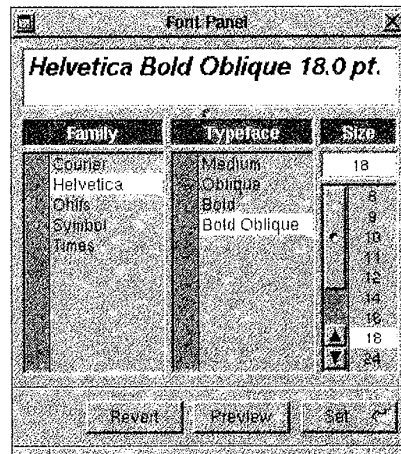 Font Panel
Helvetica Bold Oblique 18.0 pt.
Family
Typeface
Size
Courier
Helvetica
Ohlfs
Symbol
Times
Medium
Oblique
Bold
Bold Oblique
18
8
9
10
11
12
14
16
18
24
Revert
Preview
Set